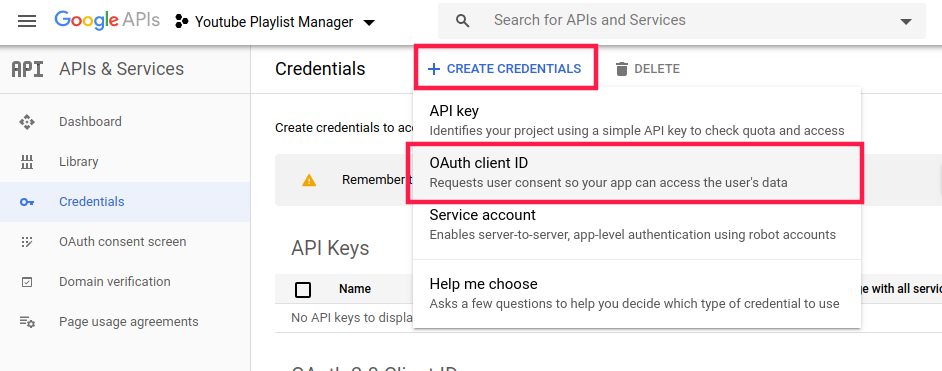 Google APIs Youtube Playlist Manager Search for APIs and Services
API APIs & Services Credentials + CREATE CREDENTIALS DELETE
Dashboard
Library
Credentials
OAuth consent screen
Domain verification
Page usage agreements
Create credentials to
API key
Identifies your project using a simple API key to check quota and access
Remember
OAuth client ID
Requests user consent so your app can access the user's data
Service account
Enables server-to-server, app-level authentication using robot accounts
Help me choose
Asks a few questions to help you decide which type of credential to use
API Keys
Name with all
No API keys to